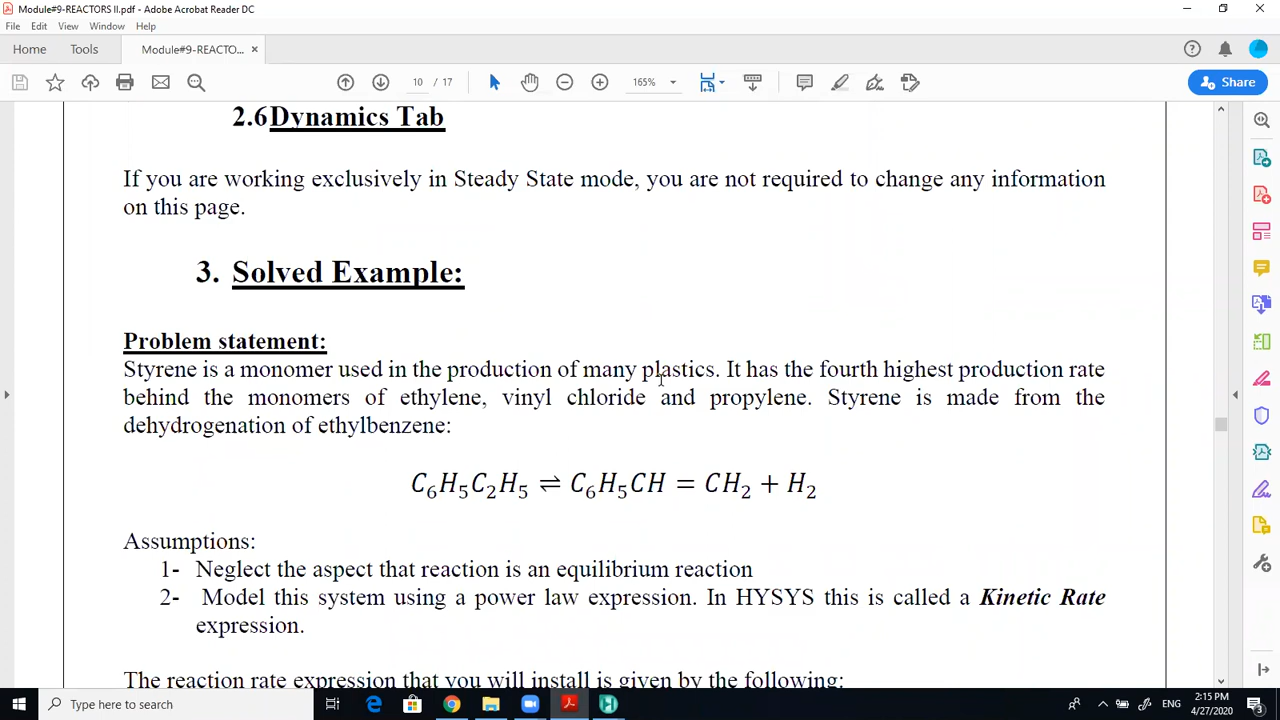 Module#9-REACTORS II.pdf - Adobe Acrobat Reader DC
File Edit View Window Help
Home Tools Module#9-REACTO... ×
10 / 17 165% Share
2.6 Dynamics Tab
If you are working exclusively in Steady State mode, you are not required to change any information
on this page.
3. Solved Example:
Problem statement:
Styrene is a monomer used in the production of many plastics. It has the fourth highest production rate
behind the monomers of ethylene, vinyl chloride and propylene. Styrene is made from the
dehydrogenation of ethylbenzene:
C₆H₅C₂H₅ ⇌ C₆H₅CH = CH₂ + H₂
Assumptions:
1- Neglect the aspect that reaction is an equilibrium reaction
2- Model this system using a power law expression. In HYSYS this is called a Kinetic Rate
expression.
The reaction rate expression that you will install is given by the following:
Type here to search
ENG
2:15 PM
4/27/2020
3